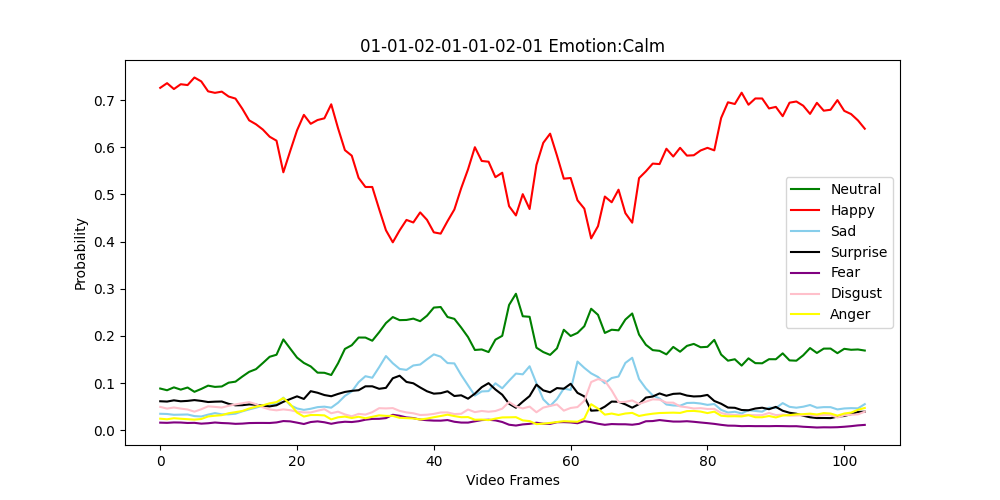 01-01-02-01-01-02-01 Emotion:Calm
Probability
0.7
0.6
0.5
0.4
0.3
0.2
0.1
0.0
Neutral
Happy
Sad
Surprise
Fear
Disgust
Anger
0 20 40 60 80 100
Video Frames